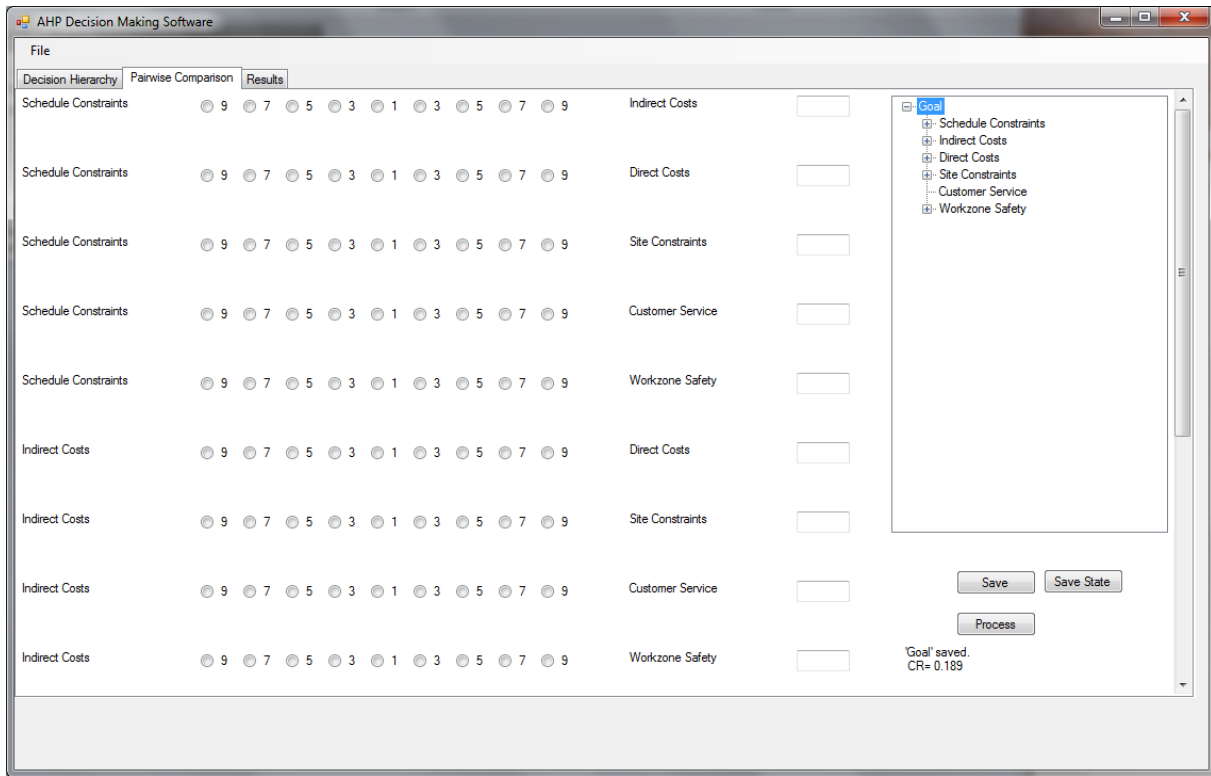 AHP Decision Making Software
File
Decision Hierarchy Pairwise Comparison Results
Schedule Constraints 9 7 5 3 1 3 5 7 9 Indirect Costs
Schedule Constraints 9 7 5 3 1 3 5 7 9 Direct Costs
Schedule Constraints 9 7 5 3 1 3 5 7 9 Site Constraints
Schedule Constraints 9 7 5 3 1 3 5 7 9 Customer Service
Schedule Constraints 9 7 5 3 1 3 5 7 9 Workzone Safety
Indirect Costs 9 7 5 3 1 3 5 7 9 Direct Costs
Indirect Costs 9 7 5 3 1 3 5 7 9 Site Constraints
Indirect Costs 9 7 5 3 1 3 5 7 9 Customer Service
Indirect Costs 9 7 5 3 1 3 5 7 9 Workzone Safety
Goal
Schedule Constraints
Indirect Costs
Direct Costs
Site Constraints
Customer Service
Workzone Safety
Save Save State
Process
'Goal' saved.
CR= 0.189